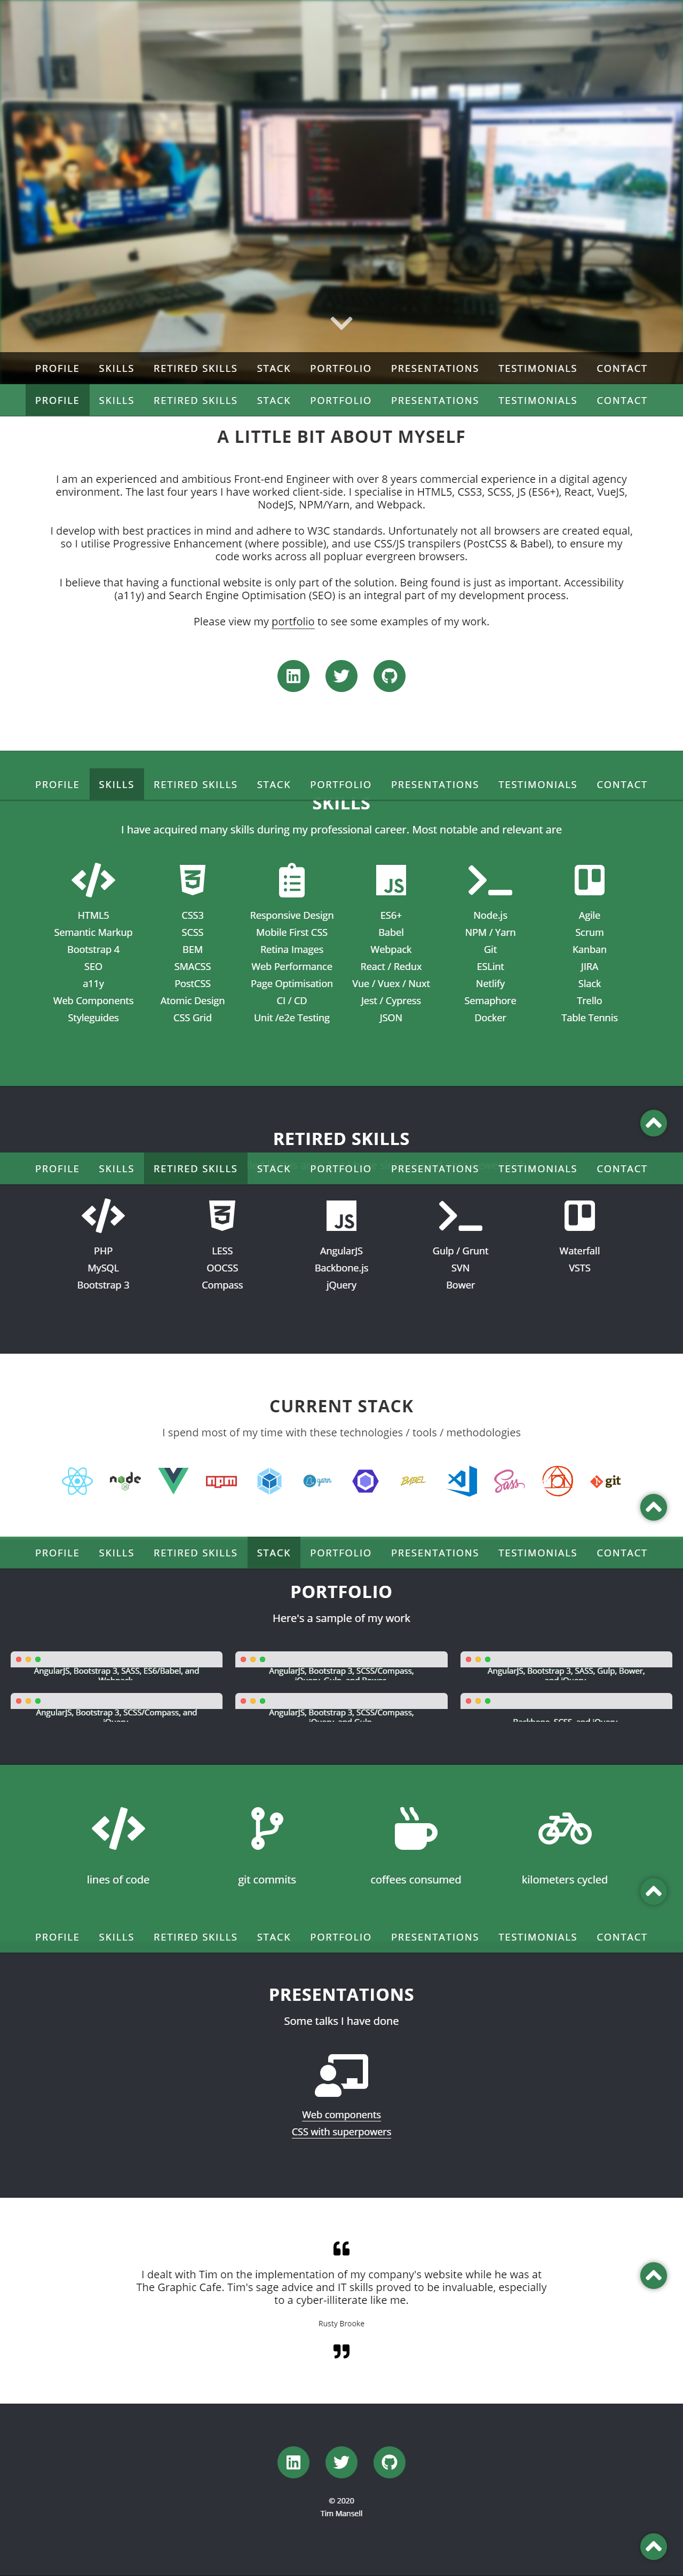 PROFILE SKILLS RETIRED SKILLS STACK PORTFOLIO PRESENTATIONS TESTIMONIALS CONTACT
PROFILE SKILLS RETIRED SKILLS STACK PORTFOLIO PRESENTATIONS TESTIMONIALS CONTACT
A LITTLE BIT ABOUT MYSELF
I am an experienced and ambitious Front-end Engineer with over 8 years commercial experience in a digital agency
environment. The last four years I have worked client-side. I specialise in HTML5, CSS3, SCSS, JS (ES6+), React, VueJS,
NodeJS, NPM/Yarn, and Webpack.
I develop with best practices in mind and adhere to W3C standards. Unfortunately not all browsers are created equal,
so I utilise Progressive Enhancement (where possible), and use CSS/JS transpilers (PostCSS & Babel), to ensure my
code works across all popluar evergreen browsers.
I believe that having a functional website is only part of the solution. Being found is just as important. Accessibility
(a11y) and Search Engine Optimisation (SEO) is an integral part of my development process.
Please view my portfolio to see some examples of my work.
PROFILE SKILLS RETIRED SKILLS STACK PORTFOLIO PRESENTATIONS TESTIMONIALS CONTACT
SKILLS
I have acquired many skills during my professional career. Most notable and relevant are
JS
HTML5 CSS3 Responsive Design ES6+ Node.js Agile
Semantic Markup SCSS Mobile First CSS Babel NPM / Yarn Scrum
Bootstrap 4 BEM Retina Images Webpack Git Kanban
SEO SMACSS Web Performance React / Redux ESLint JIRA
a11y PostCSS Page Optimisation Vue / Vuex / Nuxt Netlify Slack
Web Components Atomic Design CI / CD Jest / Cypress Semaphore Trello
Styleguides CSS Grid Unit /e2e Testing JSON Docker Table Tennis
RETIRED SKILLS
PROFILE SKILLS RETIRED SKILLS STACK PORTFOLIO PRESENTATIONS TESTIMONIALS CONTACT
JS
PHP LESS AngularJS Gulp / Grunt Waterfall
MySQL OOCSS Backbone.js SVN VSTS
Bootstrap 3 Compass jQuery Bower
CURRENT STACK
I spend most of my time with these technologies / tools / methodologies
node npm yarn BABEL Sass git
PROFILE SKILLS RETIRED SKILLS STACK PORTFOLIO PRESENTATIONS TESTIMONIALS CONTACT
PORTFOLIO
Here's a sample of my work
AngularJS, Bootstrap 3, SASS, ES6/Babel, and
Webpack
AngularJS, Bootstrap 3, SCSS/Compass,
jQuery, Gulp, and Bower
AngularJS, Bootstrap 3, SASS, Gulp, Bower,
and jQuery
AngularJS, Bootstrap 3, SCSS/Compass, and
jQuery
AngularJS, Bootstrap 3, SCSS/Compass,
jQuery, and Gulp
Backbone, SCSS, and jQuery
lines of code git commits coffees consumed kilometers cycled
PROFILE SKILLS RETIRED SKILLS STACK PORTFOLIO PRESENTATIONS TESTIMONIALS CONTACT
PRESENTATIONS
Some talks I have done
Web components
CSS with superpowers
I dealt with Tim on the implementation of my company's website while he was at
The Graphic Cafe. Tim's sage advice and IT skills proved to be invaluable, especially
to a cyber-illiterate like me.
Rusty Brooke
© 2020
Tim Mansell